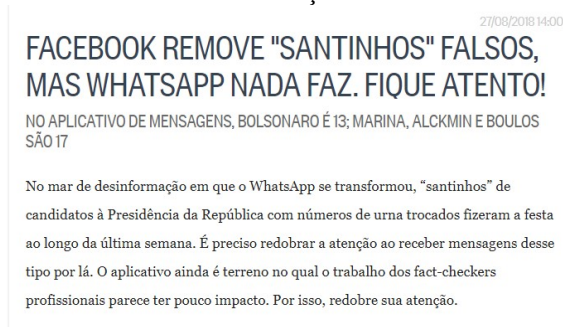 27/08/2018 14:00
FACEBOOK REMOVE "SANTINHOS" FALSOS,
MAS WHATSAPP NADA FAZ. FIQUE ATENTO!
NO APLICATIVO DE MENSAGENS, BOLSONARO É 13; MARINA, ALCKMIN E BOULOS
SÃO 17
No mar de desinformação em que o WhatsApp se transformou, “santinhos” de
candidatos à Presidência da República com números de urna trocados fizeram a festa
ao longo da última semana. É preciso redobrar a atenção ao receber mensagens desse
tipo por lá. O aplicativo ainda é terreno no qual o trabalho dos fact-checkers
profissionais parece ter pouco impacto. Por isso, redobre sua atenção.